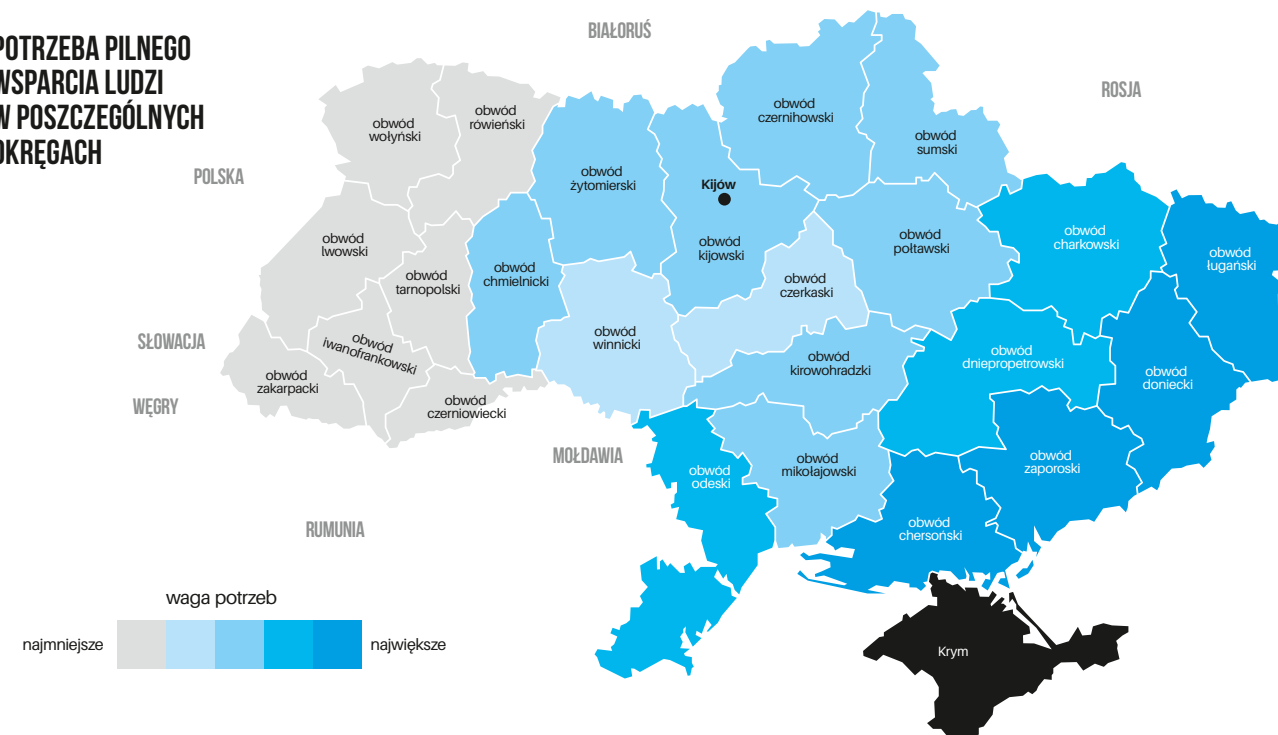 POTRZEBA PILNEGO
WSPARCIA LUDZI
W POSZCZEGÓLNYCH
OKRĘGACH
BIAŁORUŚ
ROSJA
POLSKA
SŁOWACJA
WĘGRY
MOŁDAWIA
RUMUNIA
obwód
wołyński
obwód
rówieński
obwód
żytomierski
Kijów
obwód
kijowski
obwód
czernihowski
obwód
sumski
obwód
lwowski
obwód
tarnopolski
obwód
chmielnicki
obwód
połtawski
obwód
charkowski
obwód
ługański
obwód
czerkaski
obwód
winnicki
obwód
iwanofrankowski
obwód
zakarpacki
obwód
czerniowiecki
obwód
kirowohradzki
obwód
dniepropetrowski
obwód
doniecki
obwód
odeski
obwód
mikołajowski
obwód
zaporoski
obwód
chersoński
Krym
waga potrzeb
najmniejsze
największe